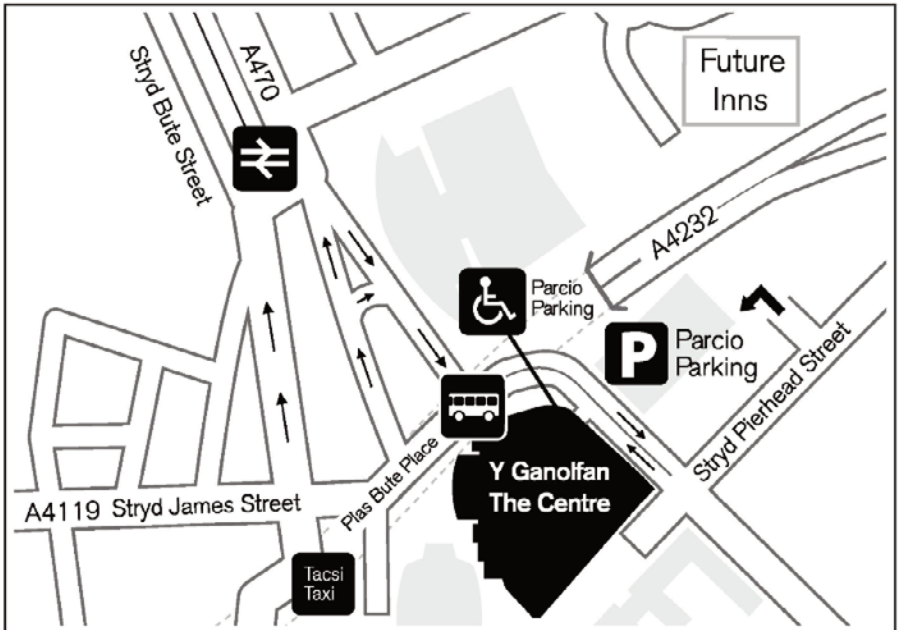 Stryd Bute Street
A470
Future
Inns
A4232
Parcio
Parking
P
Parcio
Parking
Stryd Pierhead Street
Plas Bute Place
Y Ganolfan
The Centre
A4119 Stryd James Street
Tacsi
Taxi